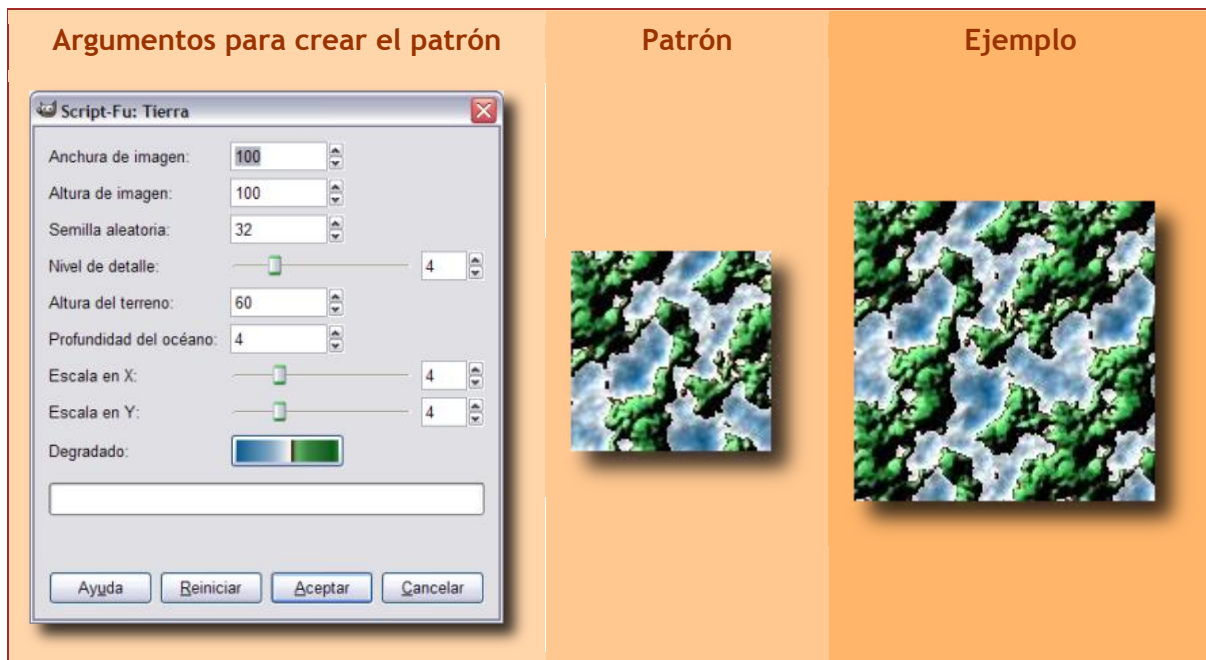 Argumentos para crear el patrón
Patrón
Ejemplo
Script-Fu: Tierra
Anchura de imagen: 100
Altura de imagen: 100
Semilla aleatoria: 32
Nivel de detalle: 4
Altura del terreno: 60
Profundidad del océano: 4
Escala en X: 4
Escala en Y: 4
Degradado:
Ayuda Reiniciar Aceptar Cancelar